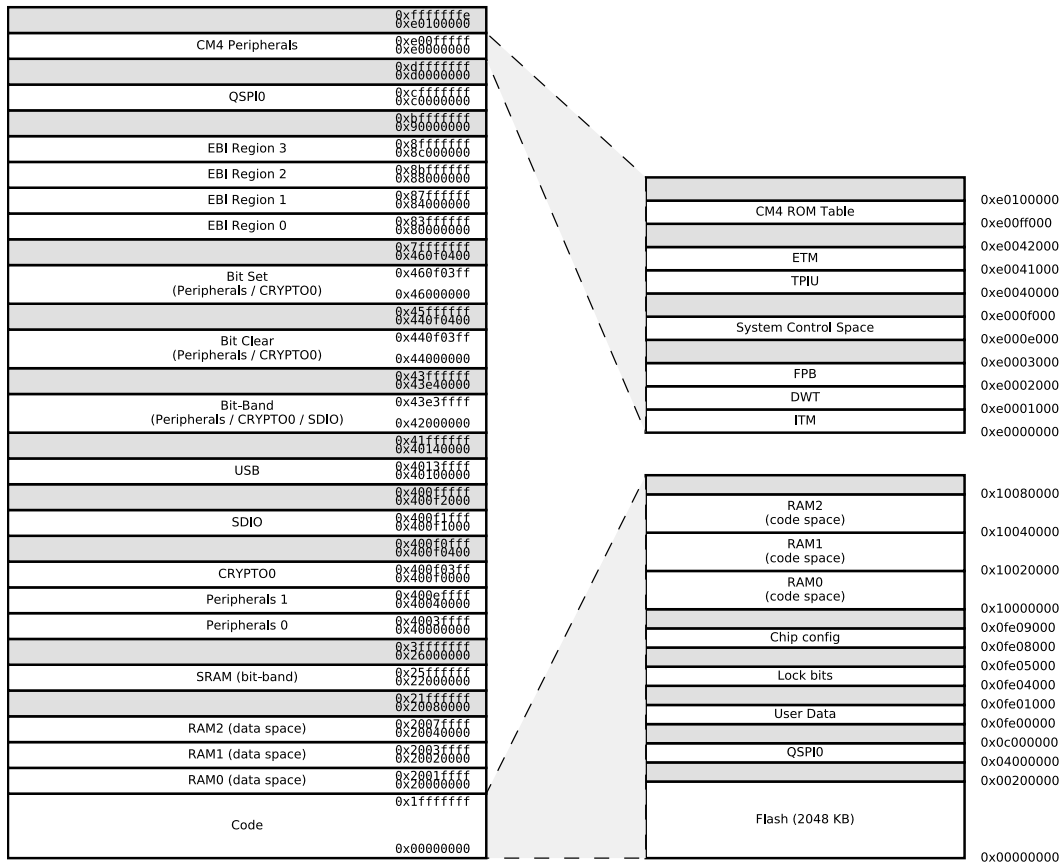 0xfffffffe
0xe0100000
CM4 Peripherals
0xe00fffff
0xe0000000
0xdfffffff
0xd0000000
QSPI0
0xcfffffff
0xc0000000
0xbfffffff
0x90000000
EBI Region 3
0x8fffffff
0x8c000000
EBI Region 2
0x8bffffff
0x88000000
EBI Region 1
0x87ffffff
0x84000000
EBI Region 0
0x83ffffff
0x80000000
0x7fffffff
0x460f0400
Bit Set
(Peripherals / CRYPTO0)
0x460f03ff
0x46000000
0x45ffffff
0x440f0400
Bit Clear
(Peripherals / CRYPTO0)
0x440f03ff
0x44000000
0x43ffffff
0x43e40000
Bit-Band
(Peripherals / CRYPTO0 / SDIO)
0x43e3ffff
0x42000000
0x41ffffff
0x40140000
USB
0x4013ffff
0x40100000
0x400fffff
0x400f2000
SDIO
0x400f1fff
0x400f1000
0x400f0fff
0x400f0400
CRYPTO0
0x400f03ff
0x400f0000
Peripherals 1
0x400effff
0x40040000
Peripherals 0
0x4003ffff
0x40000000
0x3fffffff
0x26000000
SRAM (bit-band)
0x25ffffff
0x22000000
0x21ffffff
0x20080000
RAM2 (data space)
0x2007ffff
0x20040000
RAM1 (data space)
0x2003ffff
0x20020000
RAM0 (data space)
0x2001ffff
0x20000000
Code
0x1fffffff
0x00000000
0xe0100000
CM4 ROM Table
0xe00ff000
0xe0042000
ETM
0xe0041000
TPIU
0xe0040000
0xe000f000
System Control Space
0xe000e000
0xe0003000
FPB
0xe0002000
DWT
0xe0001000
ITM
0xe0000000
0x10080000
RAM2
(code space)
0x10040000
RAM1
(code space)
0x10020000
RAM0
(code space)
0x10000000
0x0fe09000
Chip config
0x0fe08000
0x0fe05000
Lock bits
0x0fe04000
0x0fe01000
User Data
0x0fe00000
0x0c000000
QSPI0
0x04000000
0x00200000
Flash (2048 KB)
0x00000000